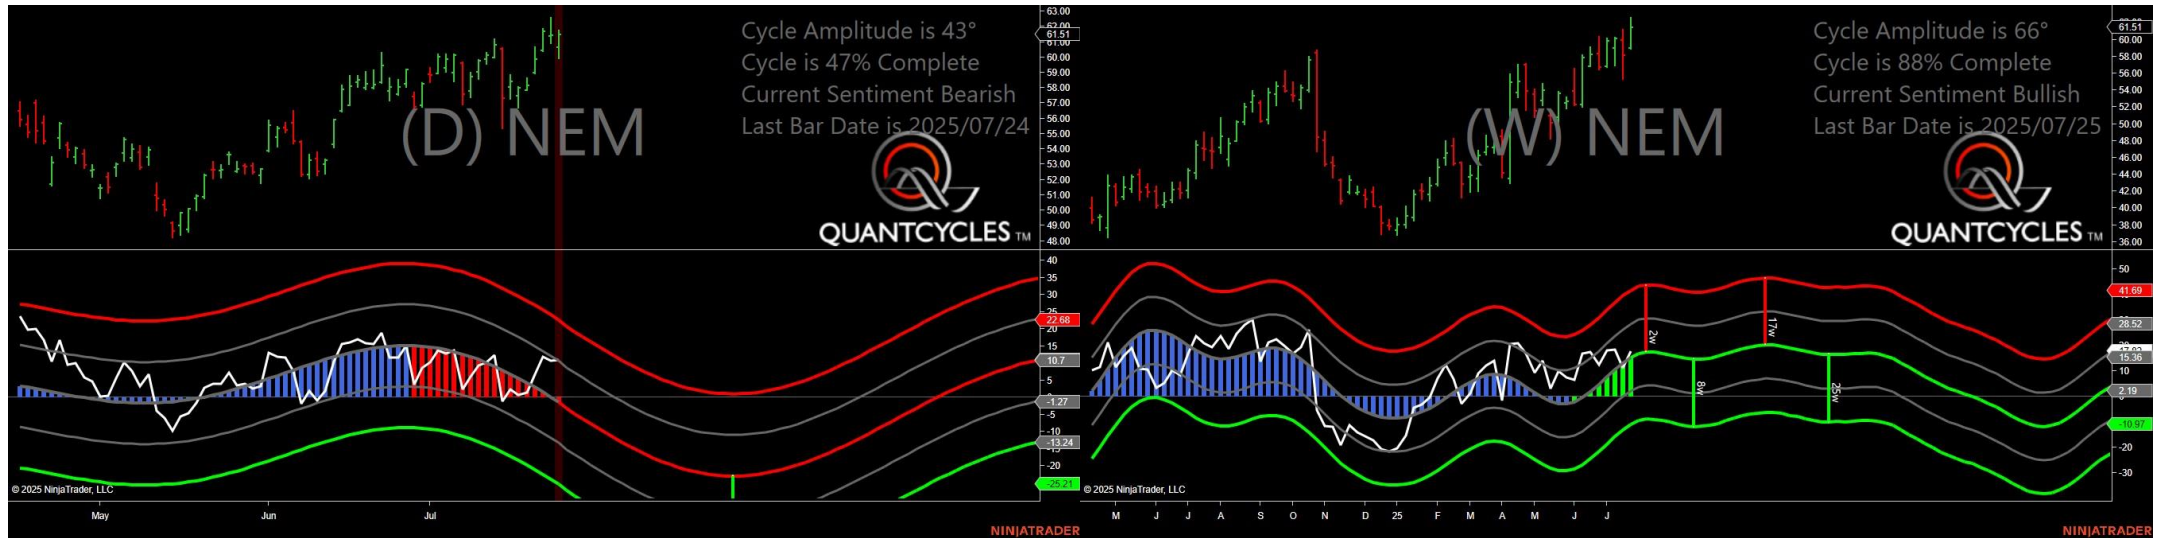 Cycle Amplitude is 43°
Cycle is 47% Complete
Current Sentiment Bearish
Last Bar Date is 2025/07/24
(D) NEM
QUANTCYCLES TM
63.00
62.00
61.51
61.00
60.00
59.00
58.00
57.00
56.00
55.00
54.00
53.00
52.00
51.00
50.00
49.00
48.00
40
35
30
25
22.68
20
15
10.7
5
-1.27
-5
-10
-13.24
-15
-20
-25.21
© 2025 NinjaTrader, LLC
May
Jun
Jul
NINJATRADER
Cycle Amplitude is 66°
Cycle is 88% Complete
Current Sentiment Bullish
Last Bar Date is 2025/07/25
(W) NEM
QUANTCYCLES TM
61.51
60.00
58.00
56.00
54.00
52.00
50.00
48.00
46.00
44.00
42.00
40.00
38.00
36.00
50
41.69
28.52
15.36
10
2.19
-10.97
-20
-30
2w
8w
17w
25w
© 2025 NinjaTrader, LLC
M
J
J
A
S
O
N
D
25
F
M
A
M
J
J
NINJATRADER